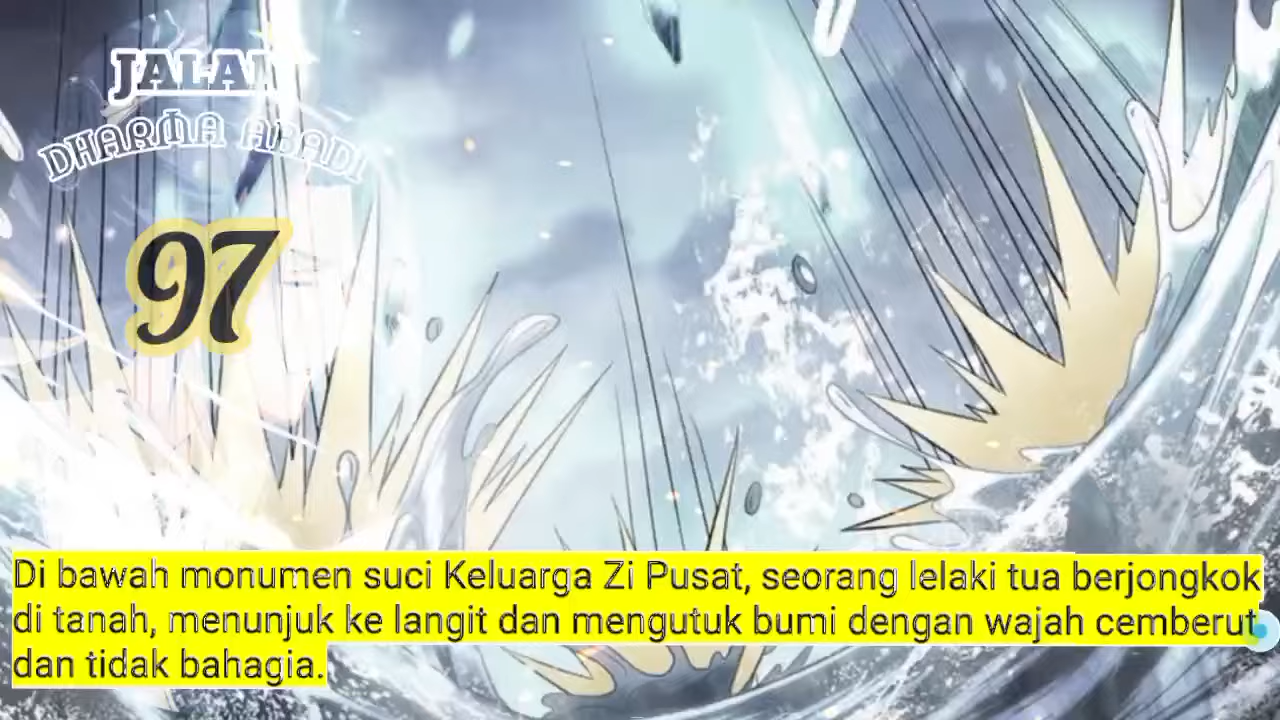 JALAN
DHARMA ABADI
97
Di bawah monumen suci Keluarga Zi Pusat, seorang lelaki tua berjongkok
di tanah, menunjuk ke langit dan mengutuk bumi dengan wajah cemberut
dan tidak bahagia.